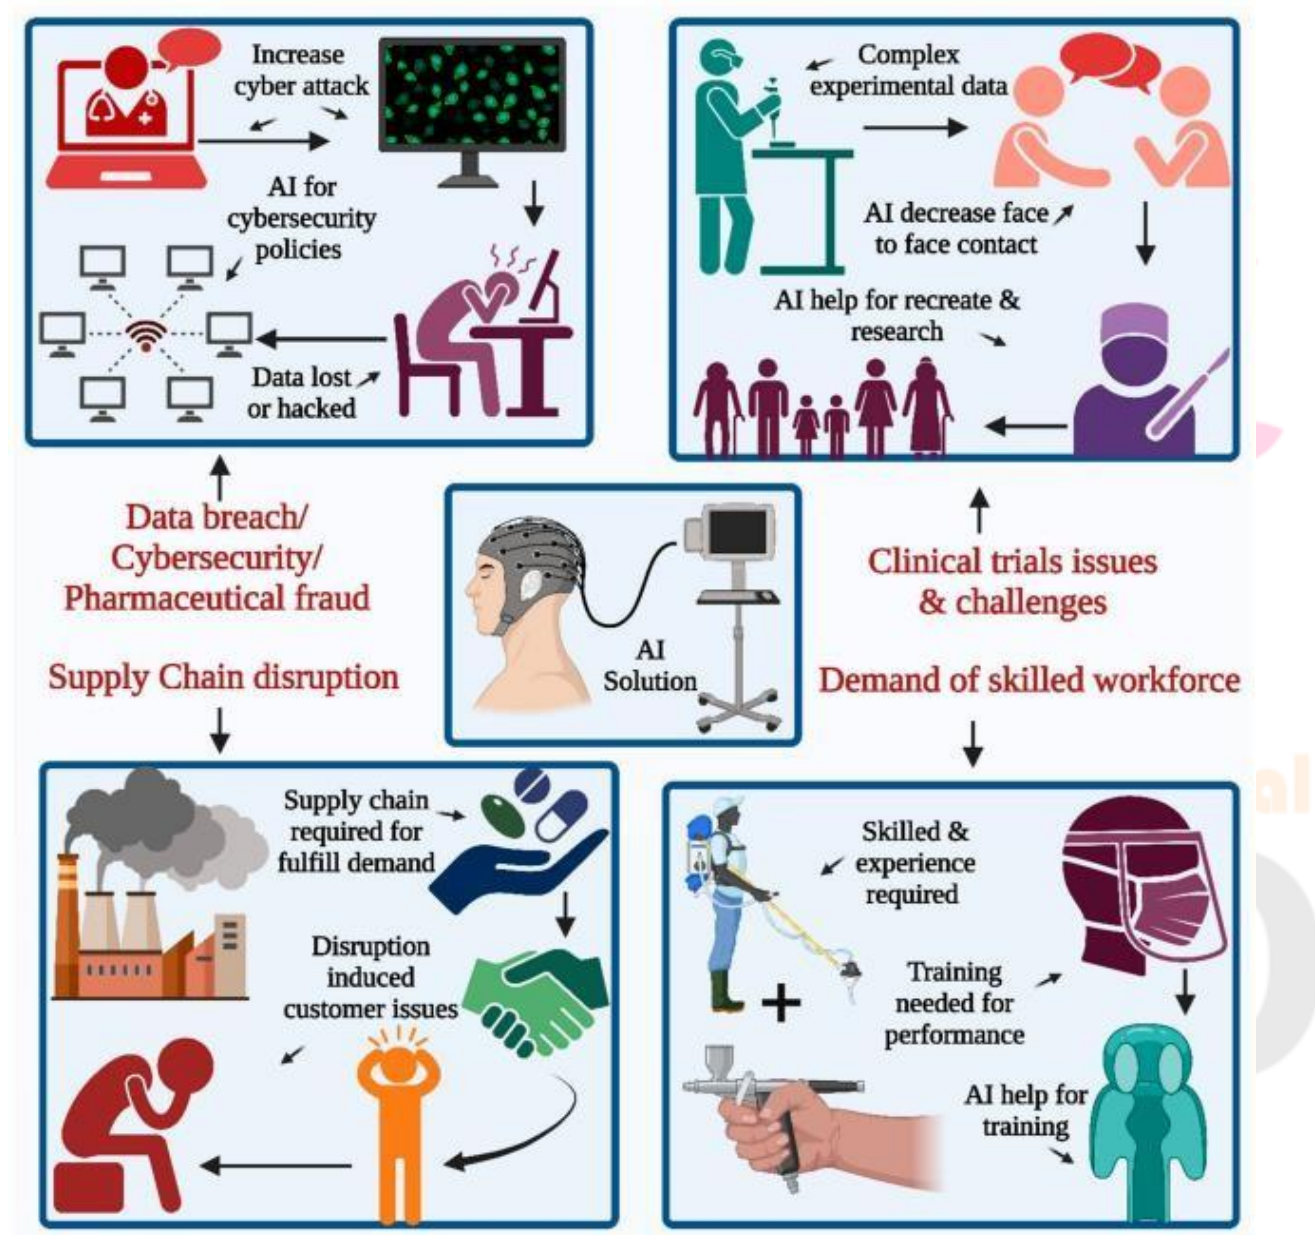 Increase
cyber attack
AI for
cybersecurity
policies
Data lost
or hacked
Complex
experimental data
AI decrease face
to face contact
AI help for recreate &
research
Data breach/
Cybersecurity/
Pharmaceutical fraud
Clinical trials issues
& challenges
AI
Solution
Supply Chain disruption
Demand of skilled workforce
Supply chain
required for
fulfill demand
Disruption
induced
customer issues
Skilled &
experience
required
Training
needed for
performance
AI help for
training
al